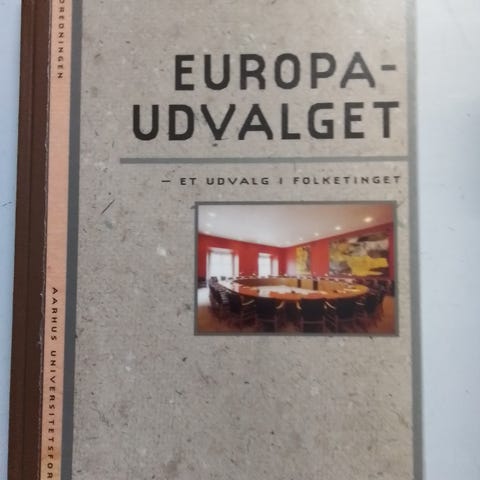 EUROPA-
UDVALGET
– ET UDVALG I FOLKETINGET
AARHUS UNIVERSITETSFOR